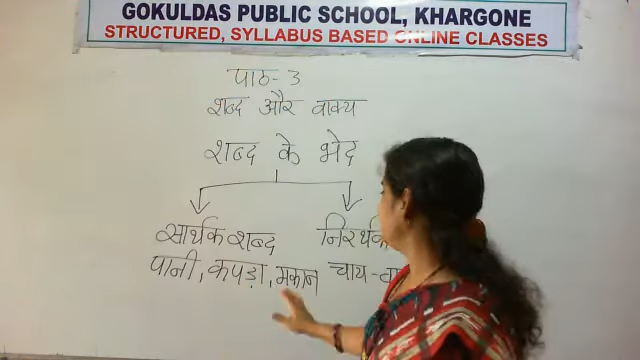 GOKULDAS PUBLIC SCHOOL, KHARGONE
STRUCTURED, SYLLABUS BASED ONLINE CLASSES
पाठ-3
शब्द और वाक्य
शब्द के भेद
सार्थक शब्द
पानी, कपड़ा, मकान
चाय-